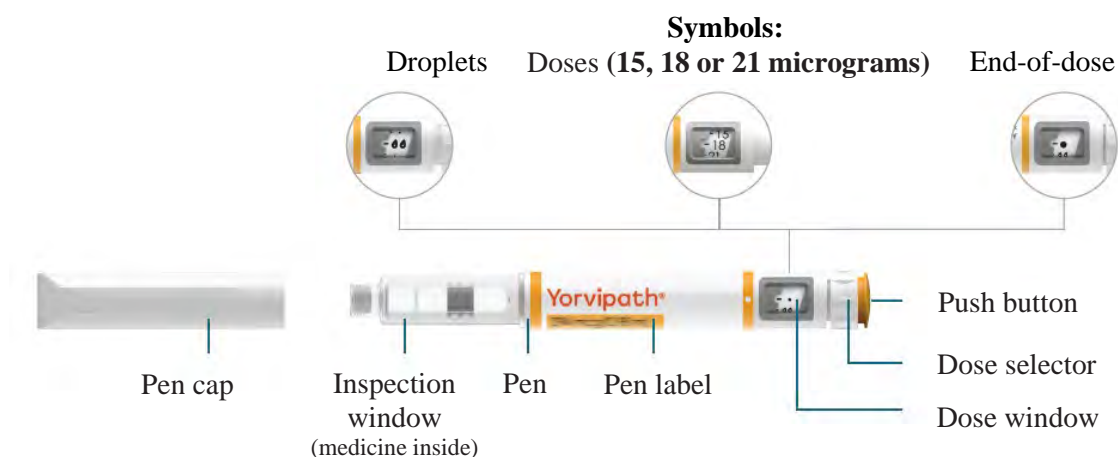 Symbols:
Droplets
Doses (15, 18 or 21 micrograms)
End-of-dose
-15
-18
21
Yorvipath®
Push button
Dose selector
Dose window
Pen cap
Inspection
window
(medicine inside)
Pen
Pen label